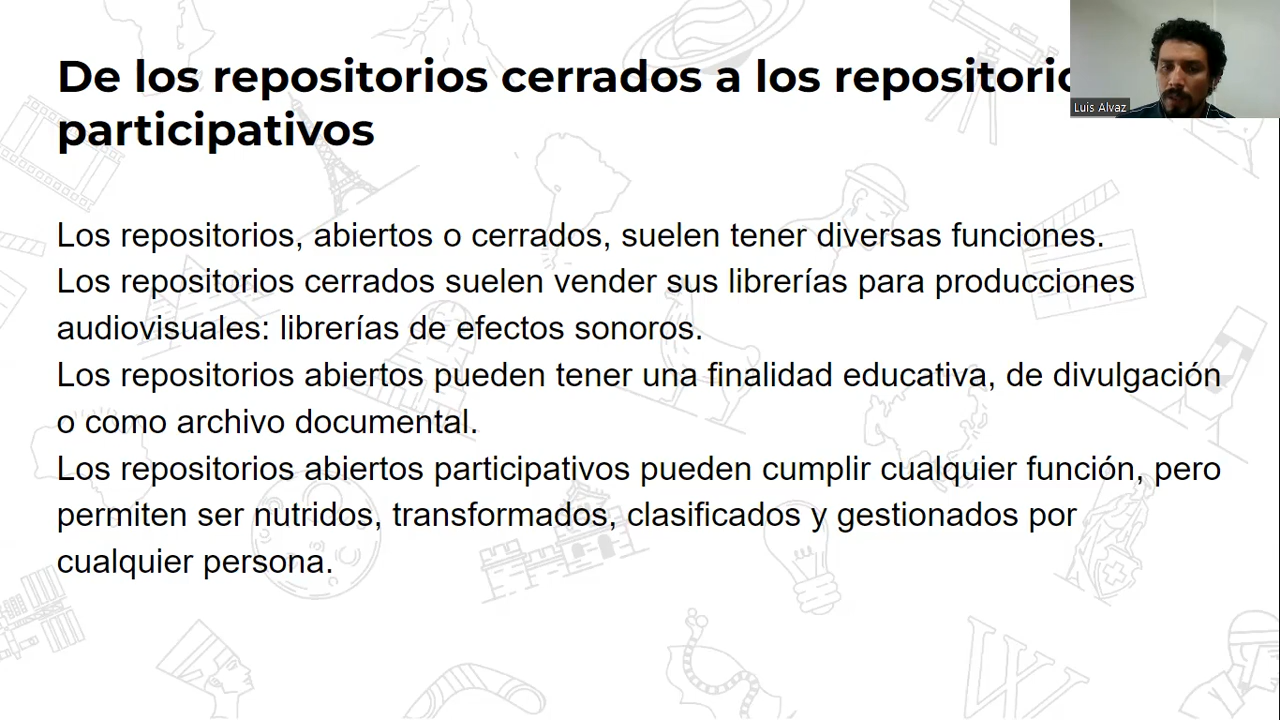 De los repositorios cerrados a los
participativos
Luis Alvaz
Los repositorios, abiertos o cerrados, suelen tener diversas funciones.
Los repositorios cerrados suelen vender sus librerías para producciones
audiovisuales: librerías de efectos sonoros.
Los repositorios abiertos pueden tener una finalidad educativa, de divulgación
o como archivo documental.
Los repositorios abiertos participativos pueden cumplir cualquier función, pero
permiten ser nutridos, transformados, clasificados y gestionados por
cualquier persona.